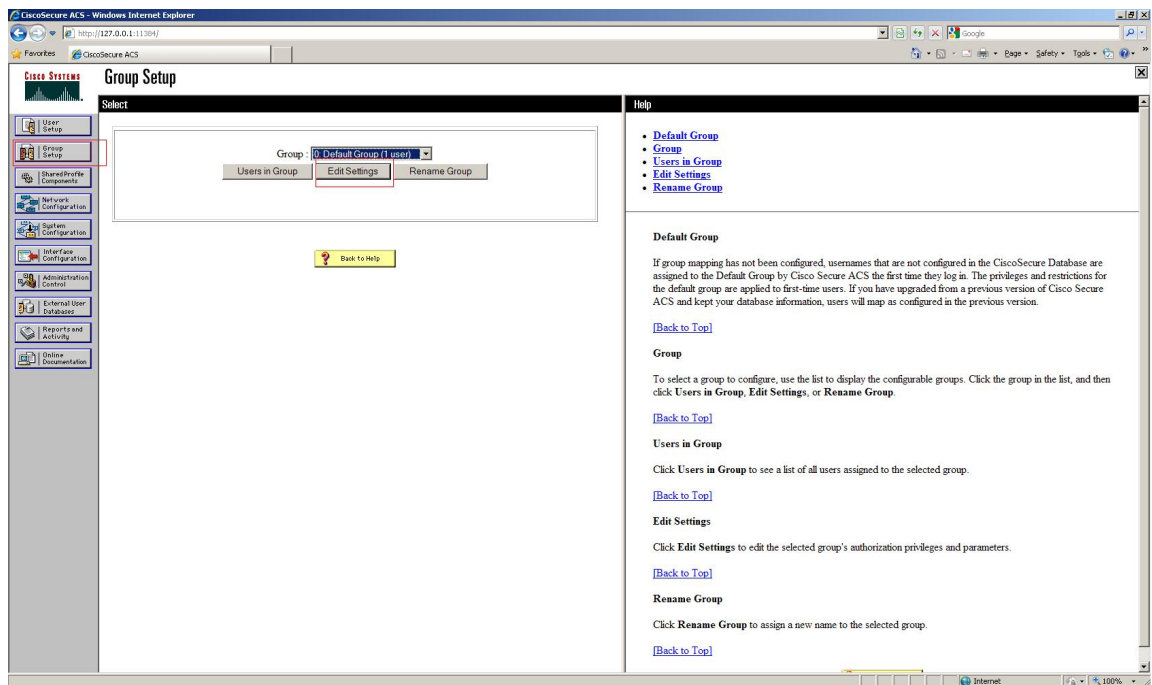 CiscoSecure ACS - Windows Internet Explorer
http://127.0.0.1:11384/
Google
Favorites
CiscoSecure ACS
Page
Safety
Tools
CISCO SYSTEMS
Group Setup
Select
Help
User Setup
Group Setup
Shared Profile Components
Network Configuration
System Configuration
Interface Configuration
Administration Control
External User Databases
Reports and Activity
Online Documentation
Group : 0: Default Group (1 user)
Users in Group
Edit Settings
Rename Group
Back to Help
Default Group
Group
Users in Group
Edit Settings
Rename Group
Default Group
If group mapping has not been configured, usernames that are not configured in the CiscoSecure Database are
assigned to the Default Group by Cisco Secure ACS the first time they log in. The privileges and restrictions for
the default group are applied to first-time users. If you have upgraded from a previous version of Cisco Secure
ACS and kept your database information, users will map as configured in the previous version.
[Back to Top]
Group
To select a group to configure, use the list to display the configurable groups. Click the group in the list, and then
click Users in Group, Edit Settings, or Rename Group.
[Back to Top]
Users in Group
Click Users in Group to see a list of all users assigned to the selected group.
[Back to Top]
Edit Settings
Click Edit Settings to edit the selected group's authorization privileges and parameters.
[Back to Top]
Rename Group
Click Rename Group to assign a new name to the selected group.
[Back to Top]
Internet
100%